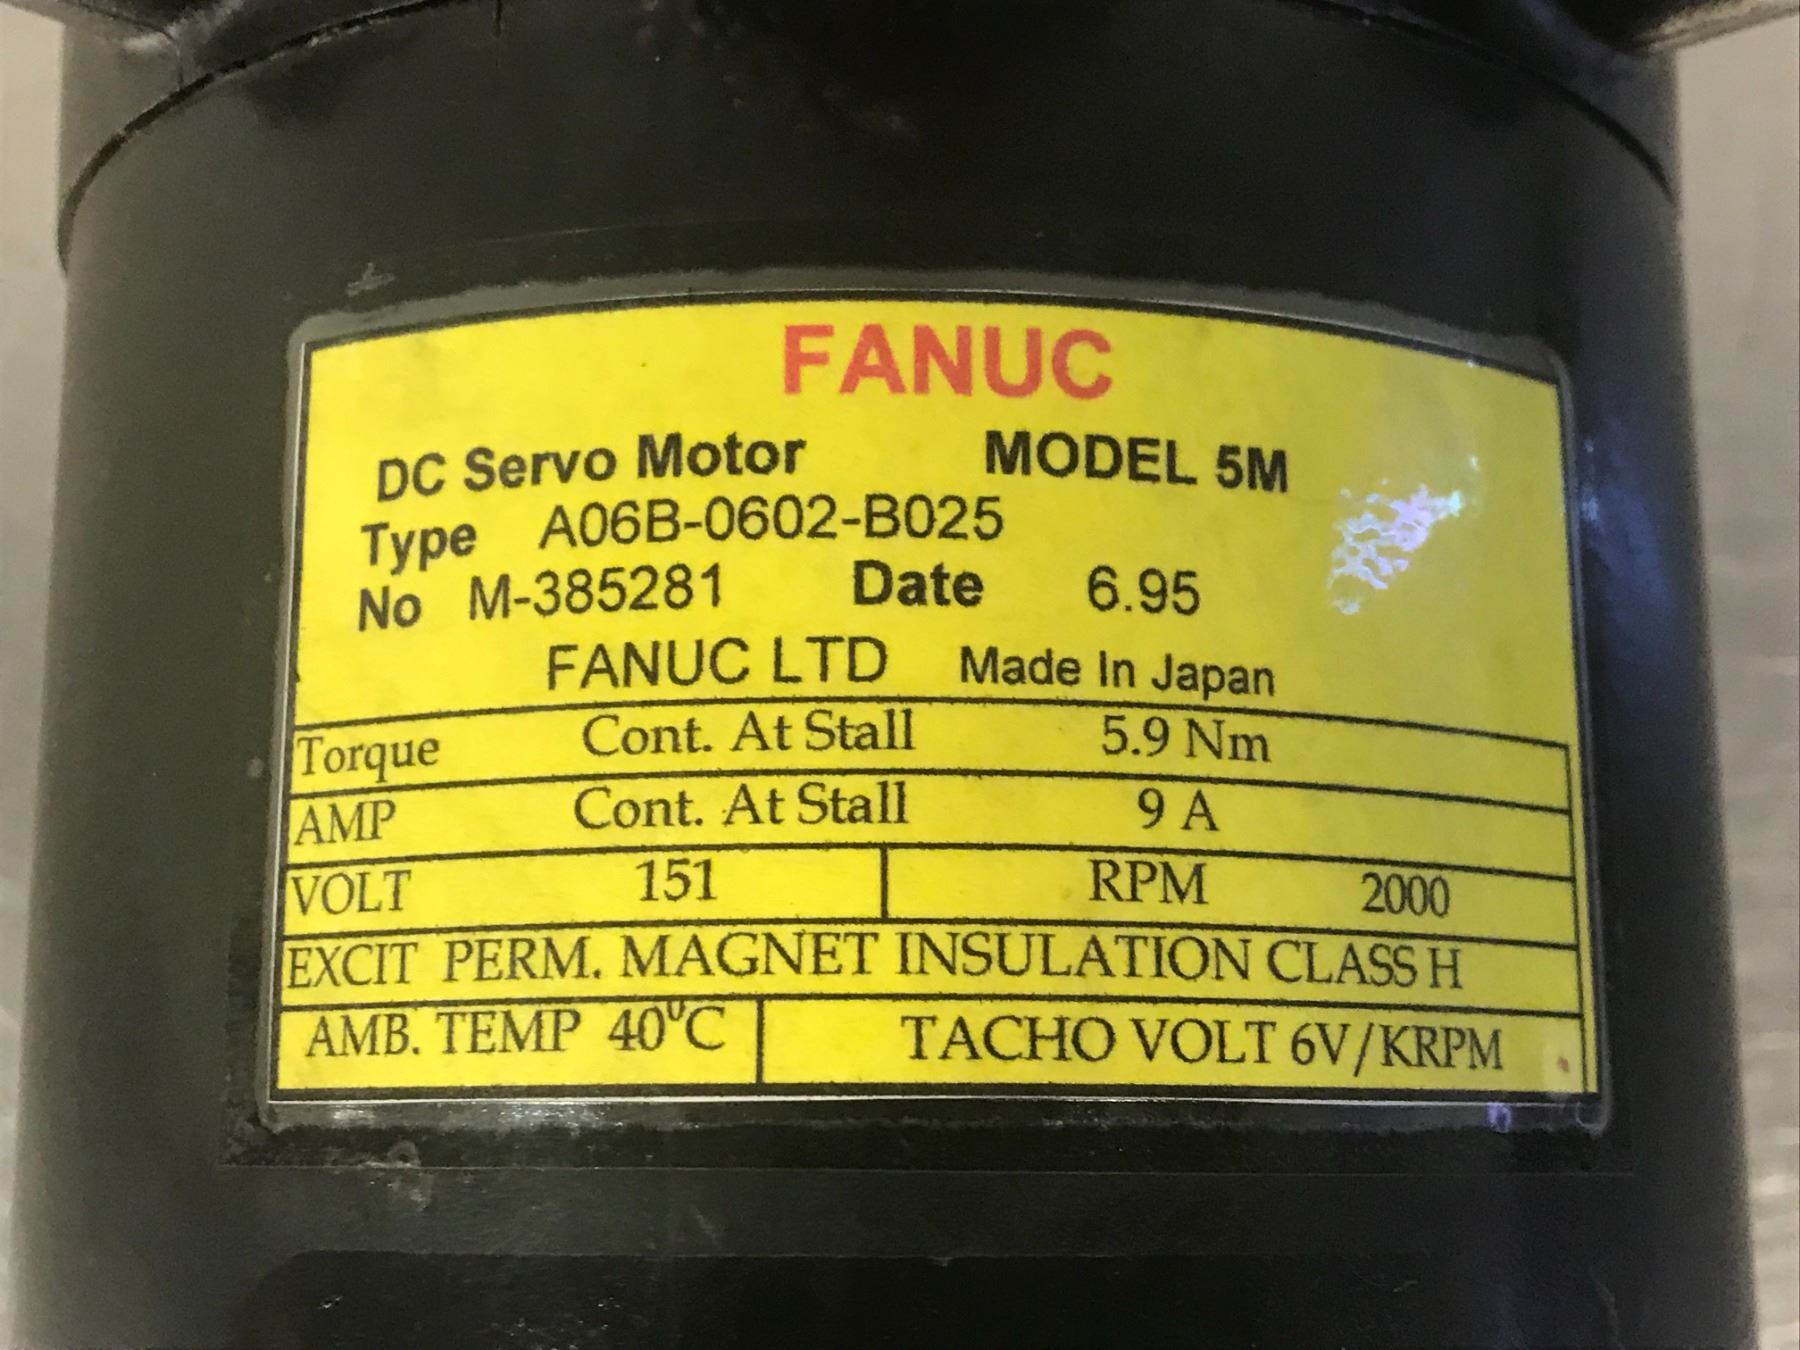 FANUC
DC Servo Motor MODEL 5M
Type A06B-0602-B025
No M-385281 Date 6.95
FANUC LTD Made In Japan
Torque Cont. At Stall 5.9 Nm
AMP Cont. At Stall 9 A
VOLT 151 RPM 2000
EXCIT PERM. MAGNET INSULATION CLASS H
AMB. TEMP 40⁰C TACHO VOLT 6V/KRPM